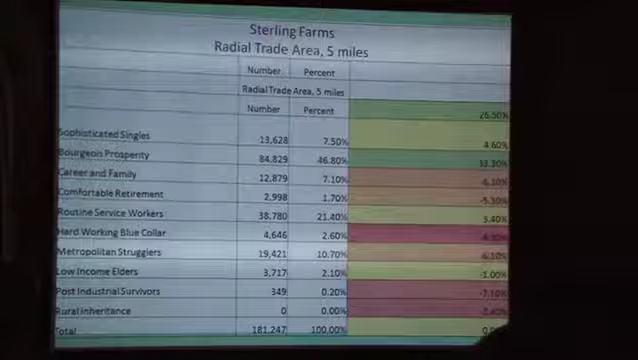 Sterling Farms
Radial Trade Area, 5 miles
Number Percent
Radial Trade Area, 5 miles
Number Percent
26.50%
Sophisticated Singles 13,628 7.50% 4.60%
Bourgeois Prosperity 84,829 46.80% 33.30%
Career and Family 12,879 7.10%
Comfortable Retirement 2,998 1.70% -5.30%
Routine Service Workers 38,780 21.40% 3.40%
Hard Working Blue Collar 4,646 2.60%
Metropolitan Strugglers 19,421 10.70% -6.10%
Low Income Elders 3,717 2.10% -1.00%
Post Industrial Survivors 349 0.20% -7.10%
Rural Inheritance 0 0.00%
Total 181,247 100.00%